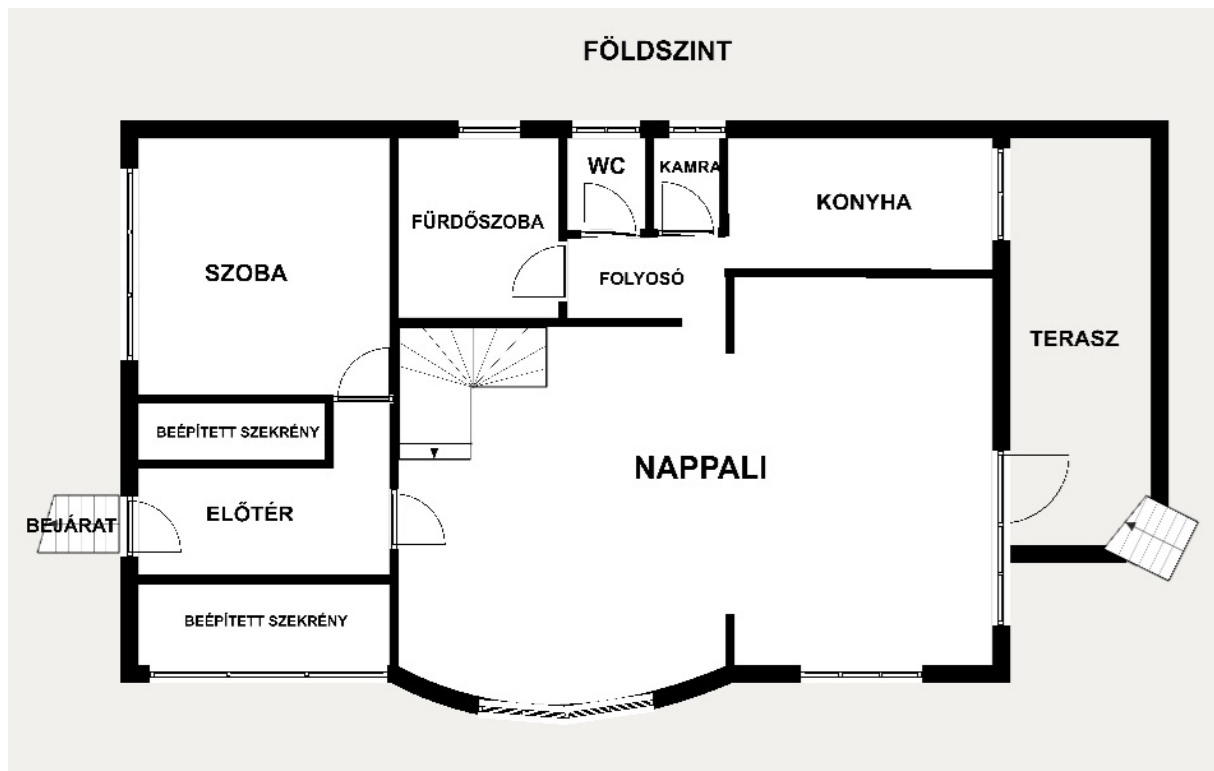 FÖLDSZINT
WC
KAMRA
KONYHA
FÜRDŐSZOBA
SZOBA
FOLYOSÓ
TERASZ
BEÉPÍTETT SZEKRÉNY
NAPPALI
ELŐTÉR
BEJÁRAT
BEÉPÍTETT SZEKRÉNY